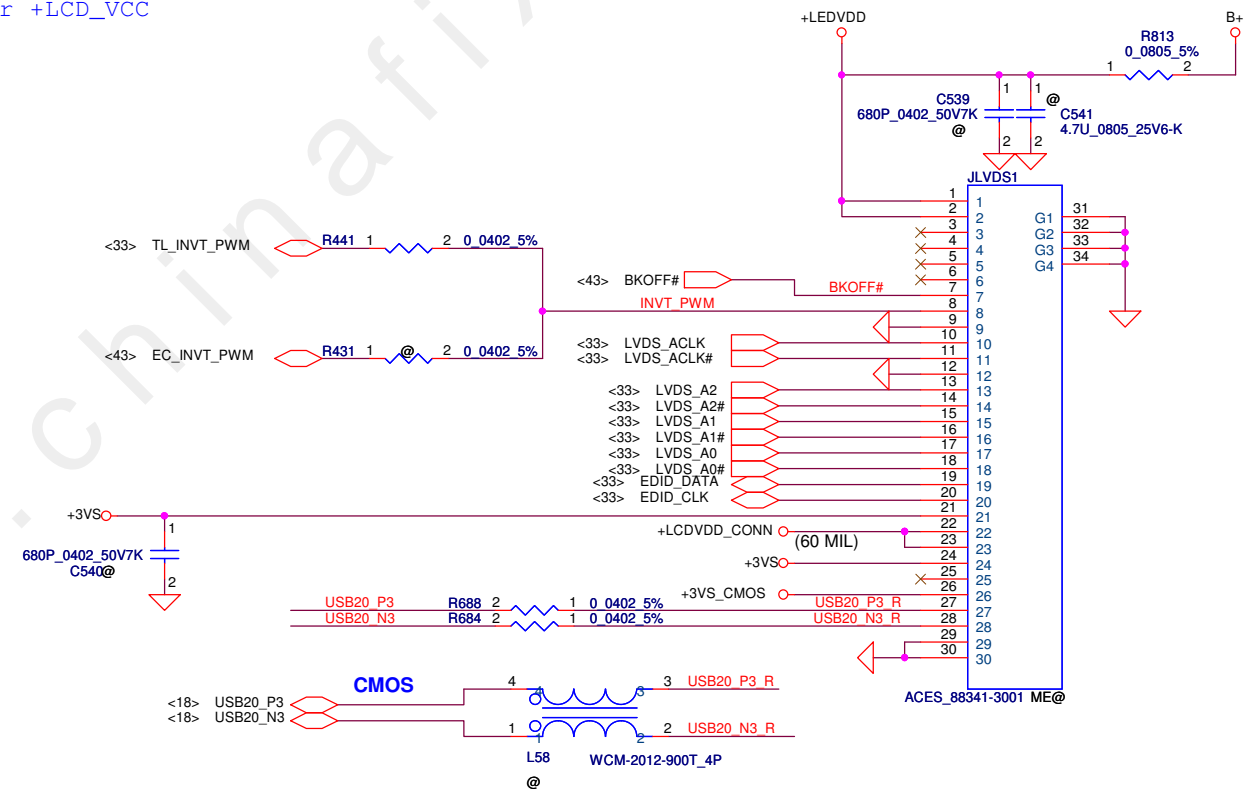 r +LCD_VCC
+LEDVDD
B+
R813
0_0805_5%
1 2
1 1
@
C539
680P_0402_50V7K
@
C541
4.7U_0805_25V6-K
2 2
JLVDS1
<33> TL_INVT_PWM
R441 1 2 0_0402_5%
<43> EC_INVT_PWM
R431 1 @ 2 0_0402_5%
<43> BKOFF#
BKOFF#
INVT_PWM
<33> LVDS_ACLK
<33> LVDS_ACLK#
<33> LVDS_A2
<33> LVDS_A2#
<33> LVDS_A1
<33> LVDS_A1#
<33> LVDS_A0
<33> LVDS_A0#
<33> EDID_DATA
<33> EDID_CLK
+3VS
1
680P_0402_50V7K
C540@
2
+LCDVDD_CONN
(60 MIL)
+3VS
+3VS_CMOS
USB20_P3 R688 2 1 0_0402_5% USB20_P3_R
USB20_N3 R684 2 1 0_0402_5% USB20_N3_R
1 1
2 2
3 3
4 4
5 5
6 6
7 7
8 8
9 9
10 10
11 11
12 12
13 13
14 14
15 15
16 16
17 17
18 18
19 19
20 20
21 21
22 22
23 23
24 24
25 25
26 26
27 27
28 28
29 29
30 30
G1 31
G2 32
G3 33
G4 34
ACES_88341-3001 ME@
CMOS
<18> USB20_P3
<18> USB20_N3
4 4 3 3 USB20_P3_R
1 1 2 2 USB20_N3_R
L58
WCM-2012-900T_4P
@
.chinafix